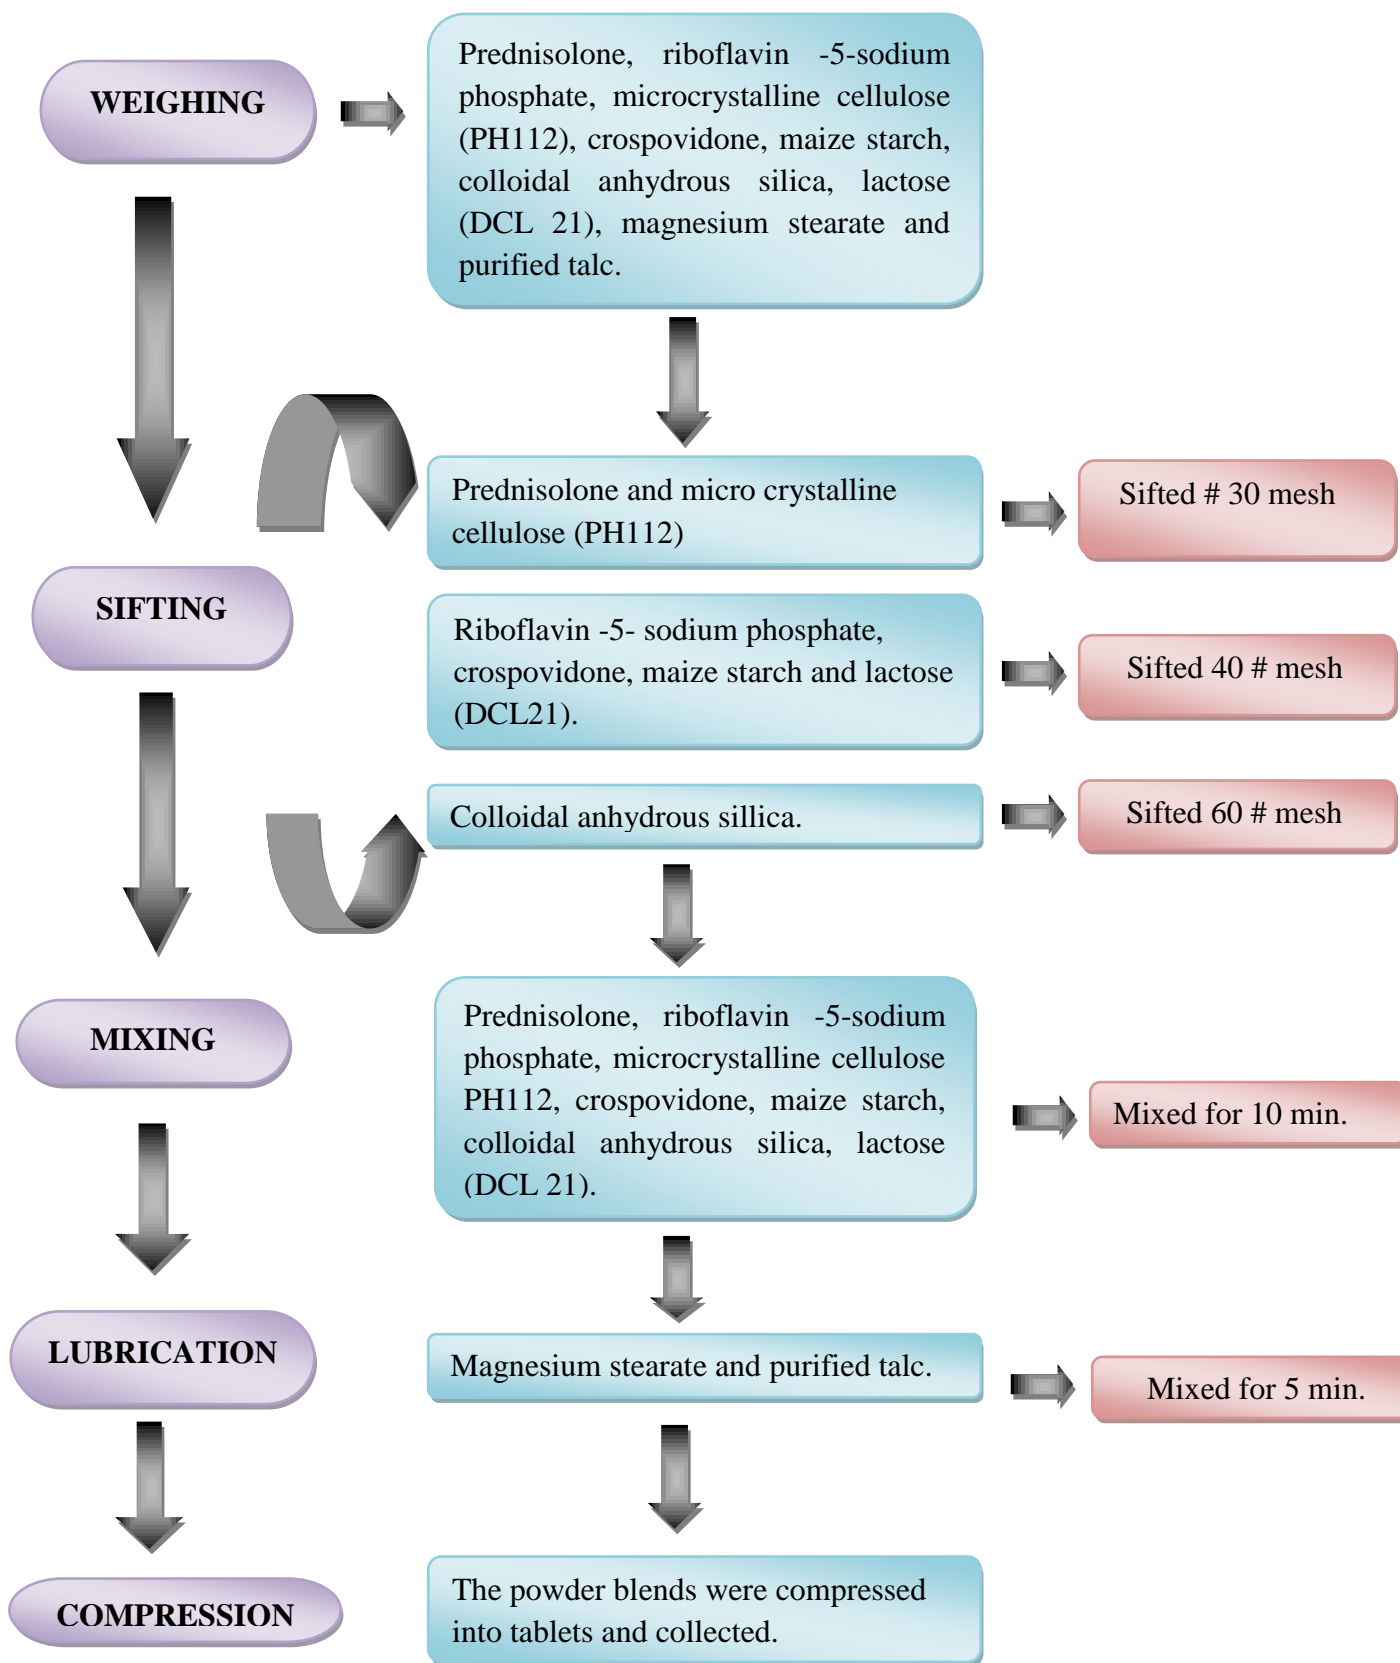 WEIGHING
Prednisolone, riboflavin -5-sodium
phosphate, microcrystalline cellulose
(PH112), crospovidone, maize starch,
colloidal anhydrous silica, lactose
(DCL 21), magnesium stearate and
purified talc.
Prednisolone and micro crystalline
cellulose (PH112)
Sifted # 30 mesh
SIFTING
Riboflavin -5- sodium phosphate,
crospovidone, maize starch and lactose
(DCL21).
Sifted 40 # mesh
Colloidal anhydrous sillica.
Sifted 60 # mesh
MIXING
Prednisolone, riboflavin -5-sodium
phosphate, microcrystalline cellulose
PH112, crospovidone, maize starch,
colloidal anhydrous silica, lactose
(DCL 21).
Mixed for 10 min.
LUBRICATION
Magnesium stearate and purified talc.
Mixed for 5 min.
COMPRESSION
The powder blends were compressed
into tablets and collected.